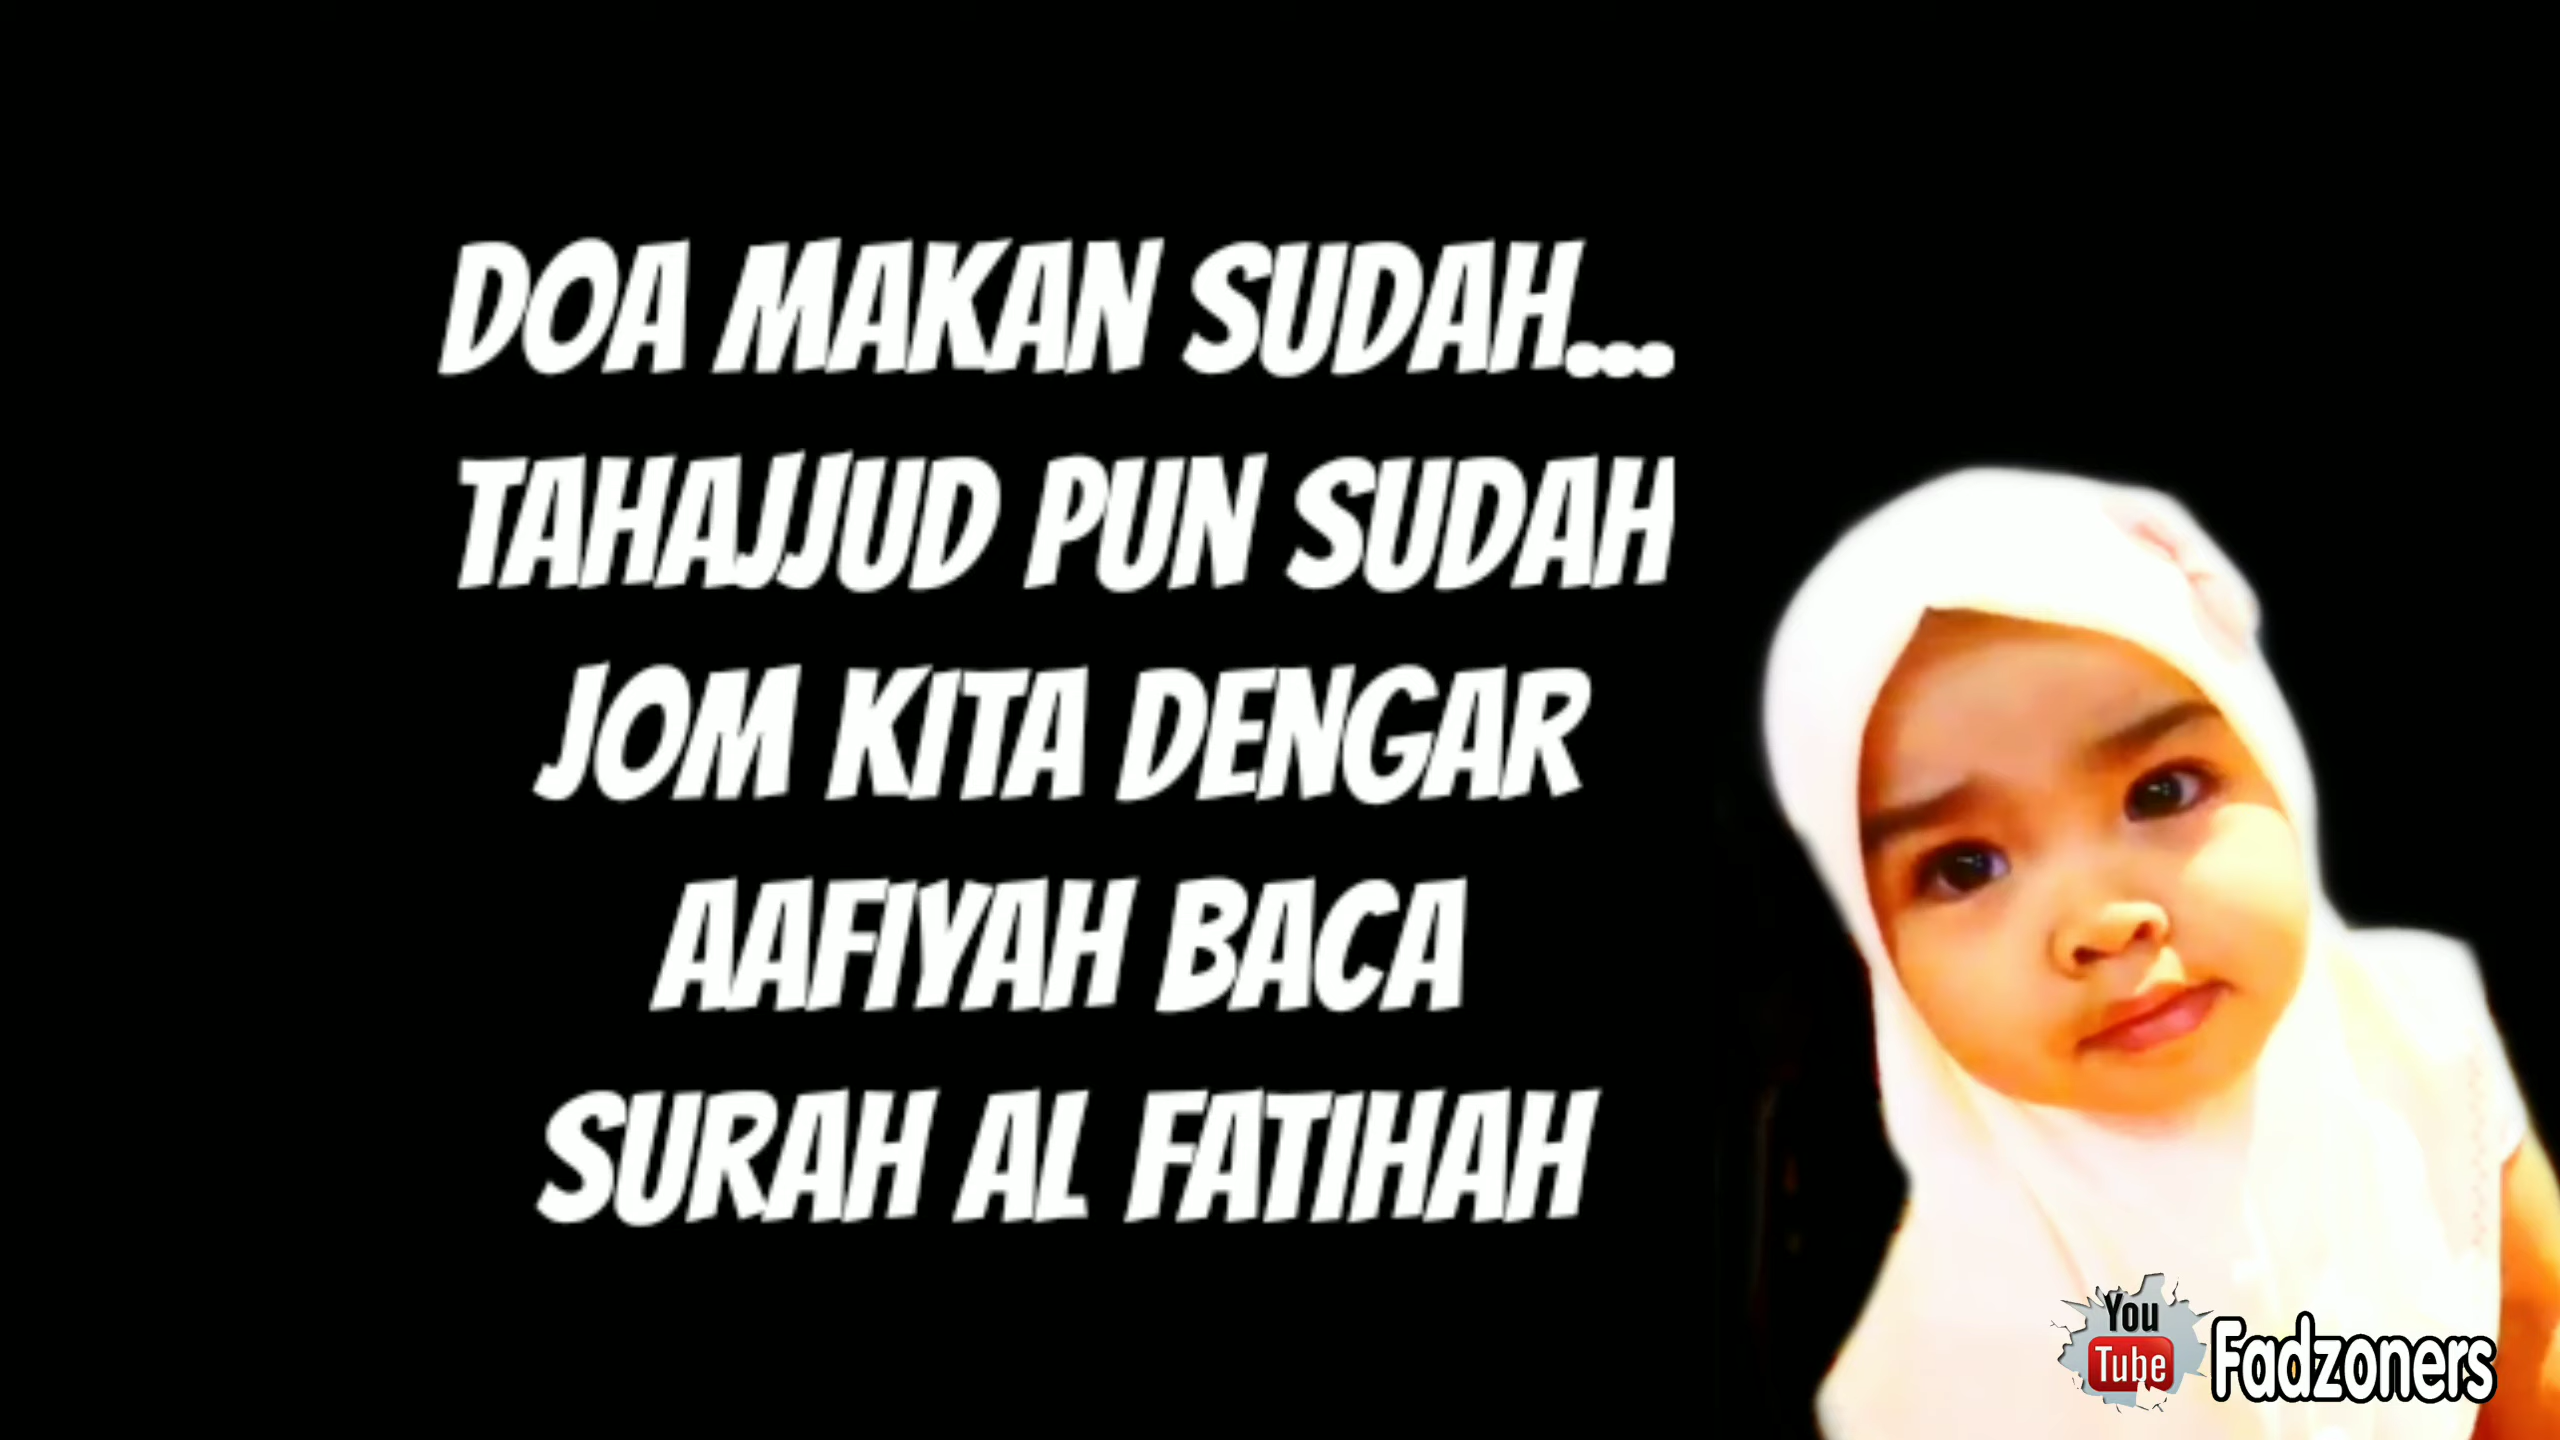 DOA MAKAN SUDAH...
TAHAJJUD PUN SUDAH
JOM KITA DENGAR
AAFIYAH BACA
SURAH AL FATIHAH
You
Tube
Fadzoners